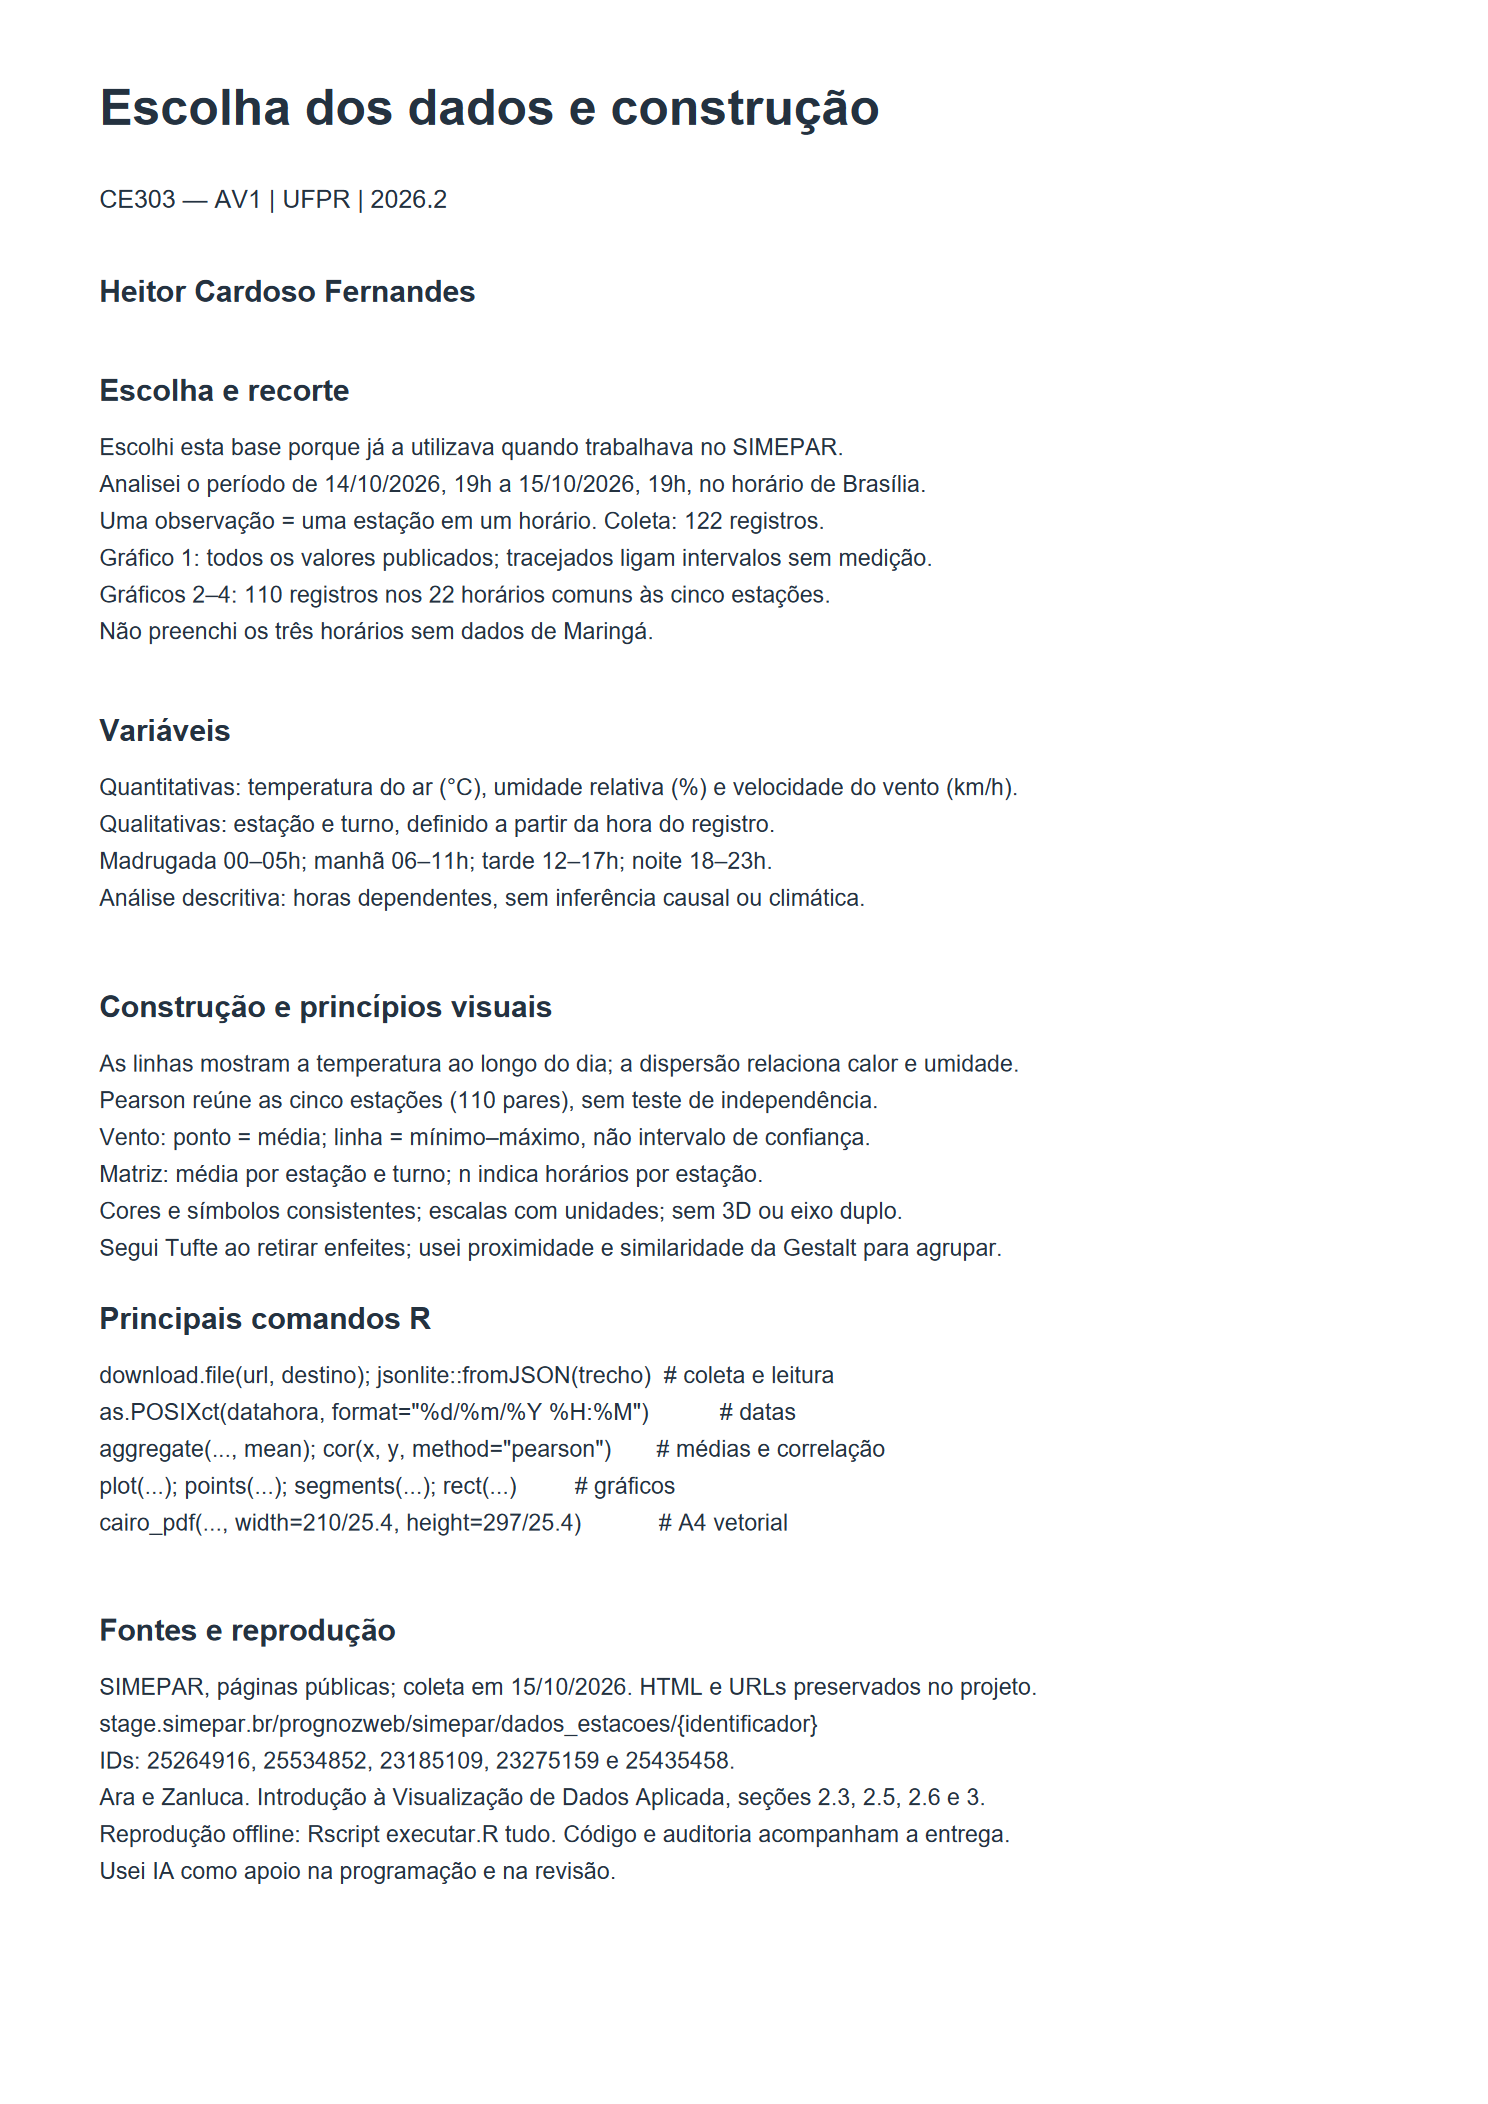 Escolha dos dados e construção
CE303 — AV1 | UFPR | 2026.2
Heitor Cardoso Fernandes
Escolha e recorte
Escolhi esta base porque já a utilizava quando trabalhava no SIMEPAR.
Analisei o período de 14/10/2026, 19h a 15/10/2026, 19h, no horário de Brasília.
Uma observação = uma estação em um horário. Coleta: 122 registros.
Gráfico 1: todos os valores publicados; tracejados ligam intervalos sem medição.
Gráficos 2–4: 110 registros nos 22 horários comuns às cinco estações.
Não preenchi os três horários sem dados de Maringá.
Variáveis
Quantitativas: temperatura do ar (°C), umidade relativa (%) e velocidade do vento (km/h).
Qualitativas: estação e turno, definido a partir da hora do registro.
Madrugada 00–05h; manhã 06–11h; tarde 12–17h; noite 18–23h.
Análise descritiva: horas dependentes, sem inferência causal ou climática.
Construção e princípios visuais
As linhas mostram a temperatura ao longo do dia; a dispersão relaciona calor e umidade.
Pearson reúne as cinco estações (110 pares), sem teste de independência.
Vento: ponto = média; linha = mínimo–máximo, não intervalo de confiança.
Matriz: média por estação e turno; n indica horários por estação.
Cores e símbolos consistentes; escalas com unidades; sem 3D ou eixo duplo.
Segui Tufte ao retirar enfeites; usei proximidade e similaridade da Gestalt para agrupar.
Principais comandos R
download.file(url, destino); jsonlite::fromJSON(trecho)  # coleta e leitura
as.POSIXct(datahora, format="%d/%m/%Y %H:%M")  # datas
aggregate(..., mean); cor(x, y, method="pearson")  # médias e correlação
plot(...); points(...); segments(...); rect(...)  # gráficos
cairo_pdf(..., width=210/25.4, height=297/25.4)  # A4 vetorial
Fontes e reprodução
SIMEPAR, páginas públicas; coleta em 15/10/2026. HTML e URLs preservados no projeto.
stage.simepar.br/prognozweb/simepar/dados_estacoes/{identificador}
IDs: 25264916, 25534852, 23185109, 23275159 e 25435458.
Ara e Zanluca. Introdução à Visualização de Dados Aplicada, seções 2.3, 2.5, 2.6 e 3.
Reprodução offline: Rscript executar.R tudo. Código e auditoria acompanham a entrega.
Usei IA como apoio na programação e na revisão.